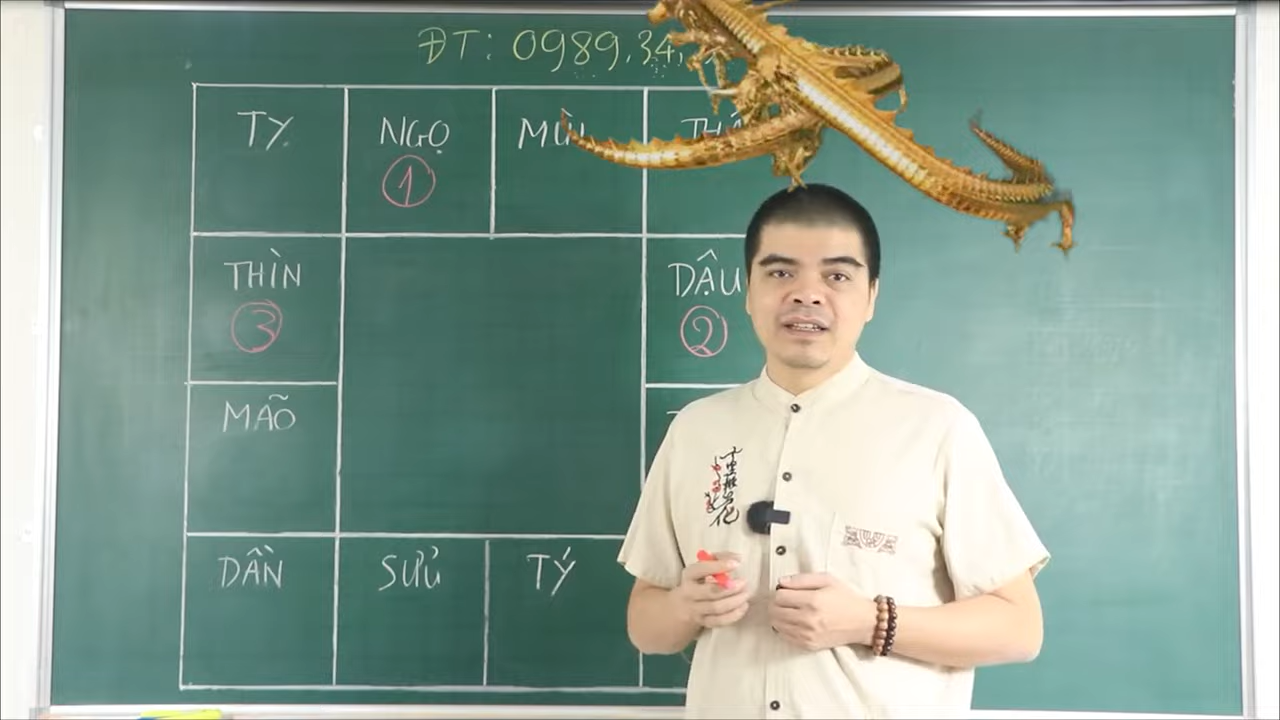 ĐT: 0989.34.
TỴ
NGỌ
①
MÙI
THÌN
③
DẬU
②
MÃO
DẦN
SỬU
TÝ